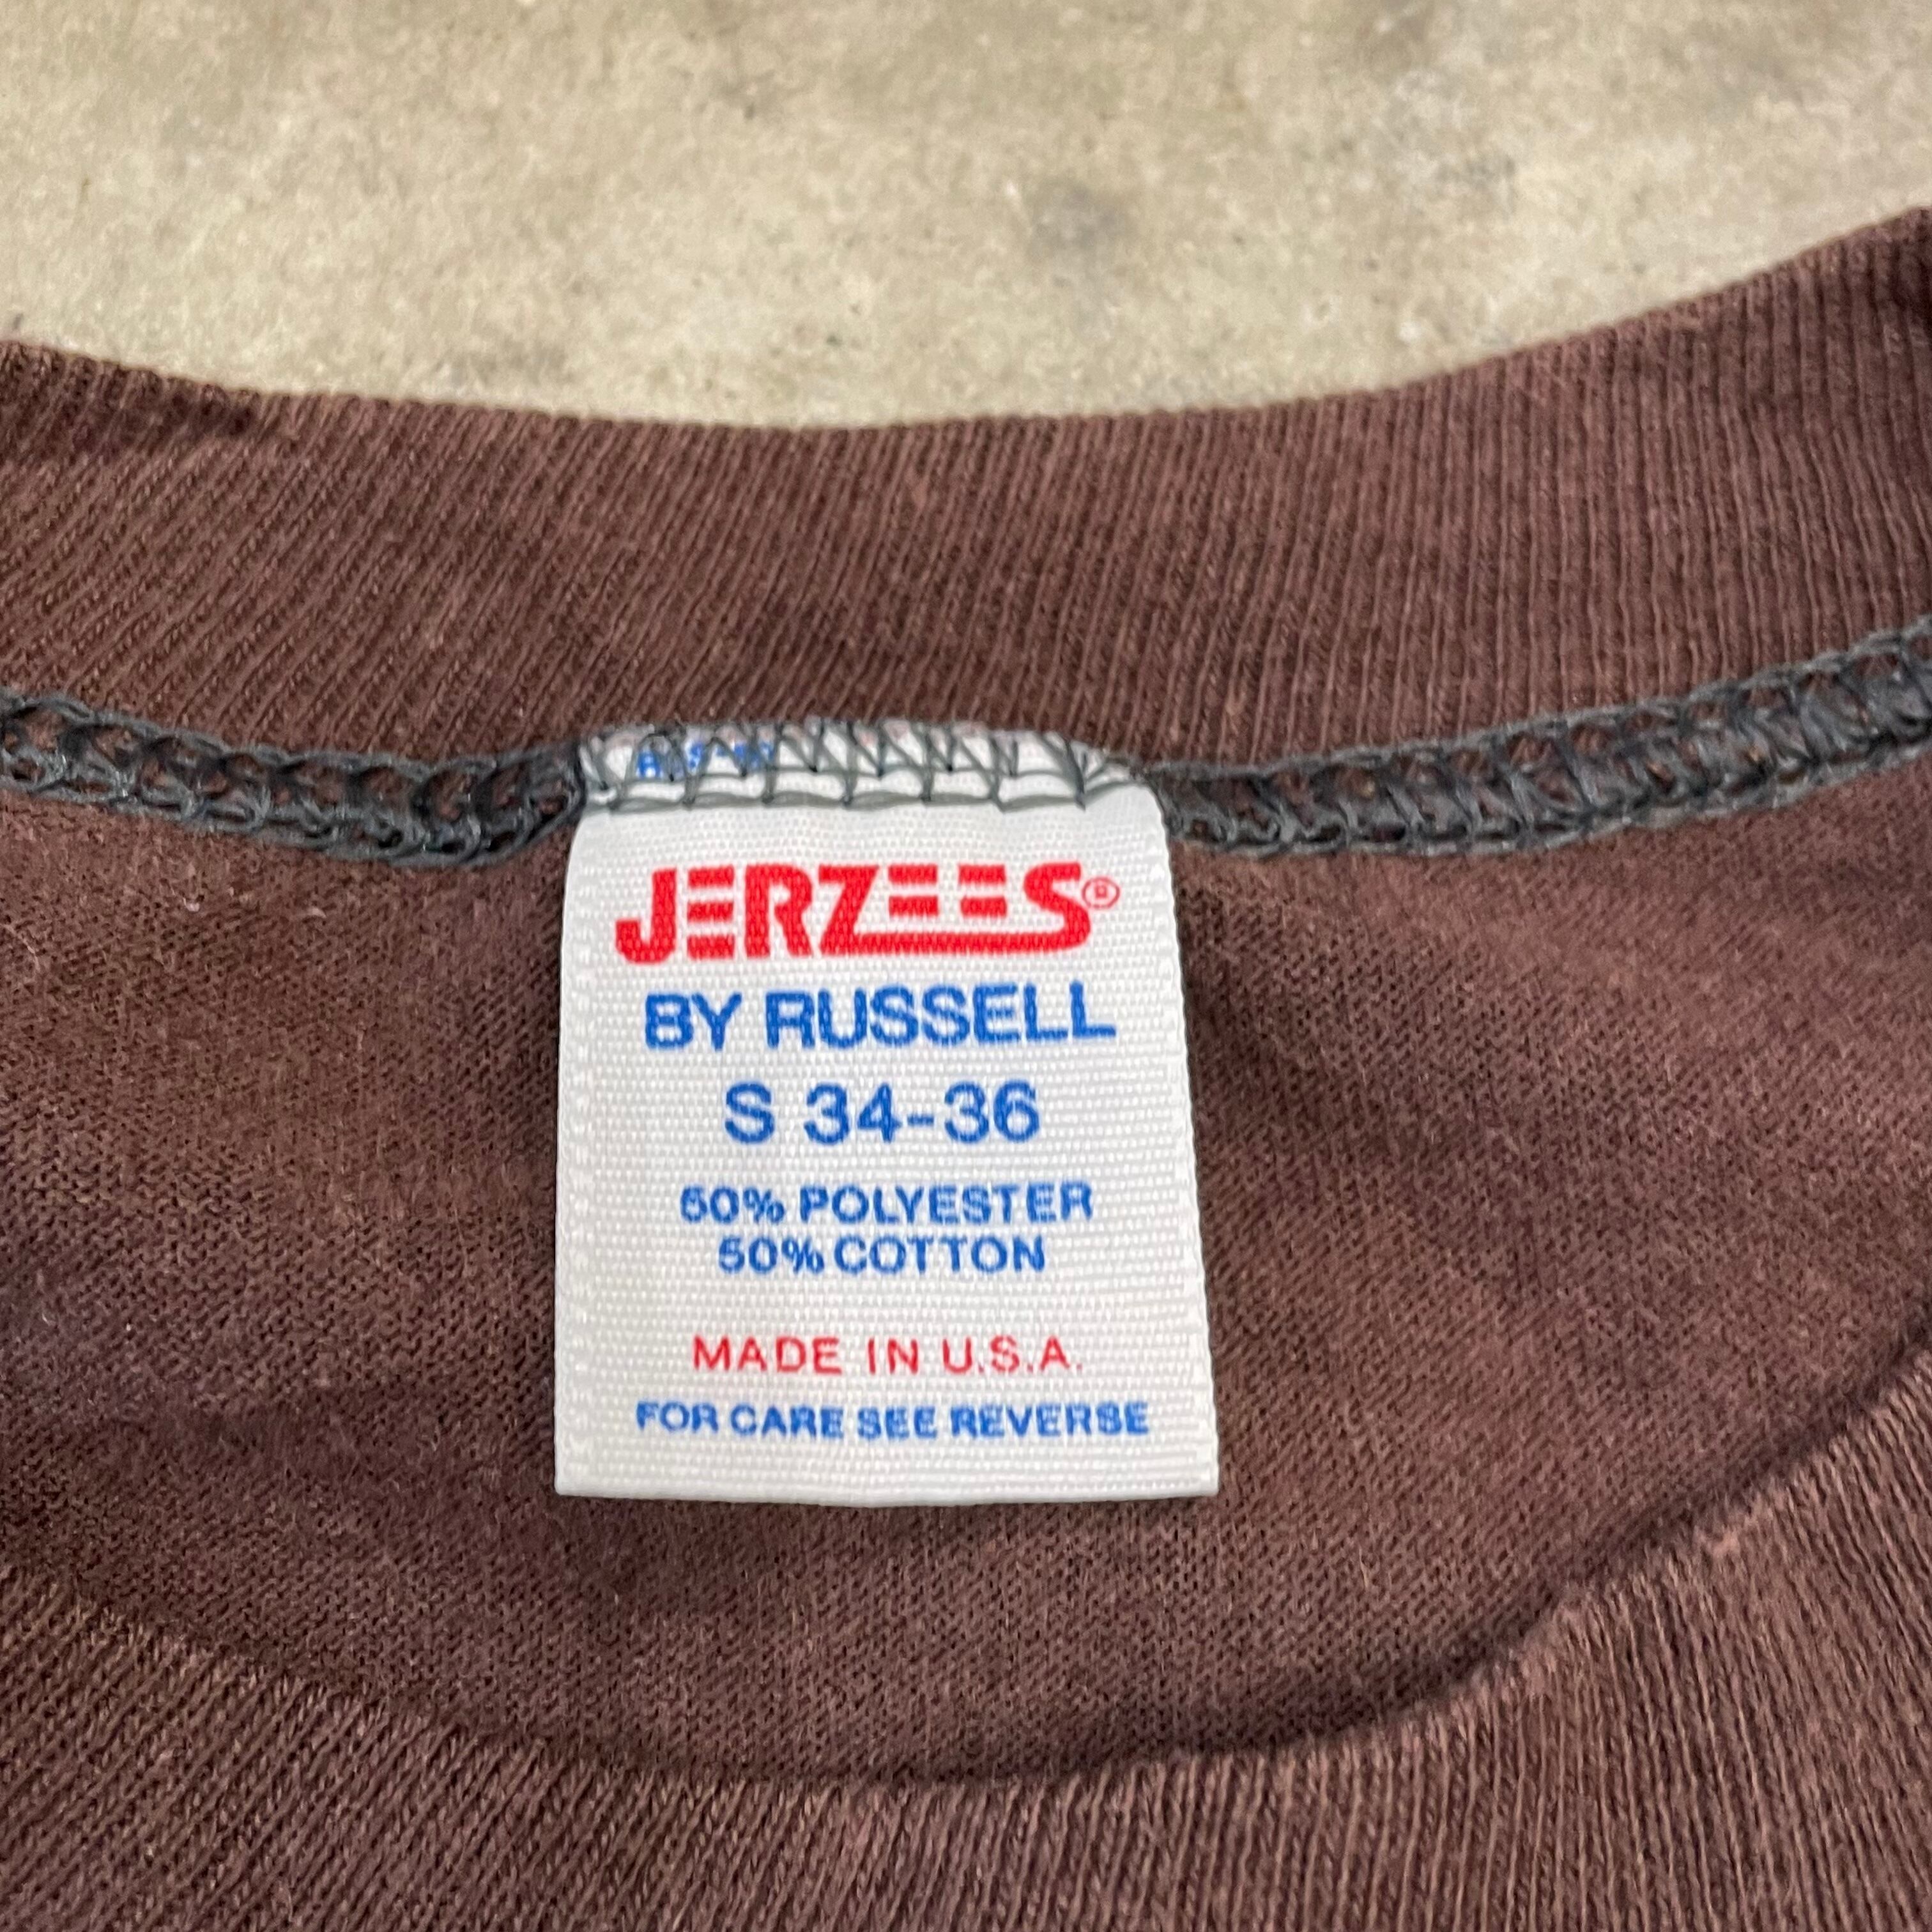 JERZEES®
BY RUSSELL
S 34-36
50% POLYESTER
50% COTTON
MADE IN U.S.A.
FOR CARE SEE REVERSE